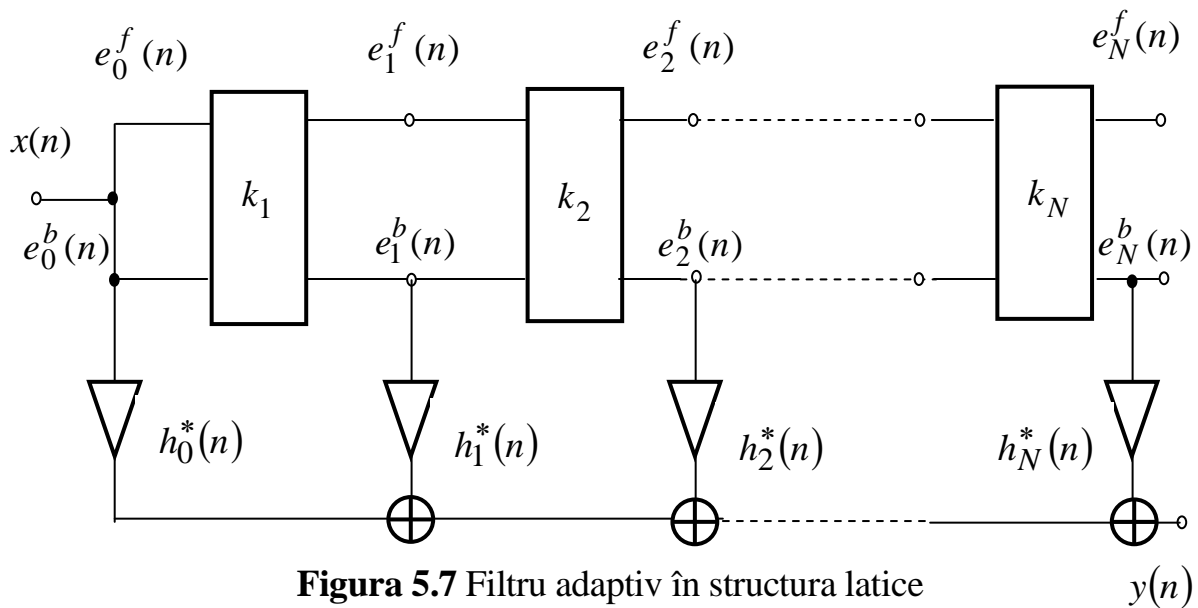 e_0^f(n) e_1^f(n) e_2^f(n) e_N^f(n)
x(n)
k_1 k_2 k_N
e_0^b(n) e_1^b(n) e_2^b(n) e_N^b(n)
h_0^*(n) h_1^*(n) h_2^*(n) h_N^*(n)
Figura 5.7 Filtru adaptiv în structura latice y(n)